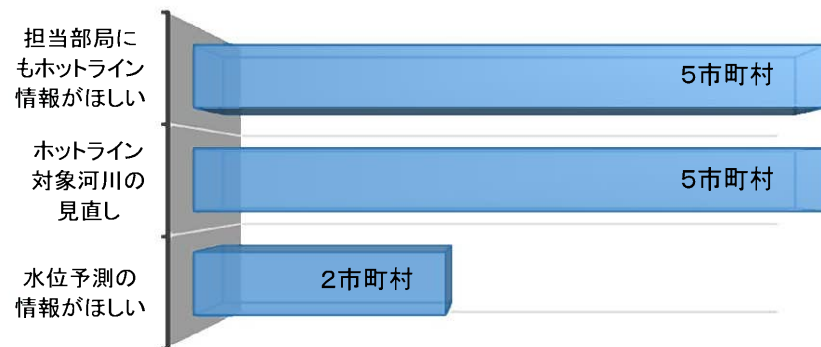 担当部局に
もホットライン
情報がほしい
5市町村
ホットライン
対象河川の
見直し
5市町村
水位予測の
情報がほしい
2市町村